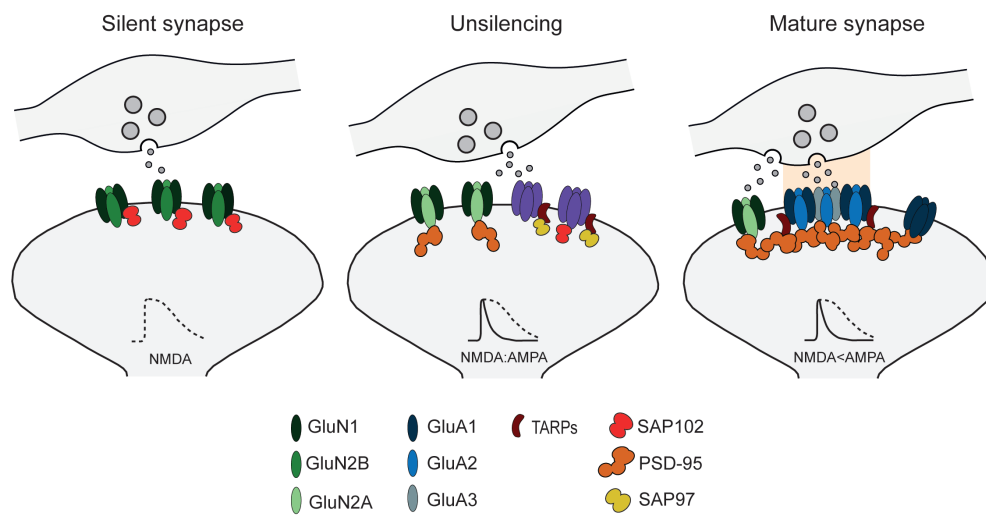 Silent synapse
Unsilencing
Mature synapse
NMDA
NMDA:AMPA
NMDA<AMPA
GluN1
GluA1
TARPs
SAP102
GluN2B
GluA2
PSD-95
GluN2A
GluA3
SAP97